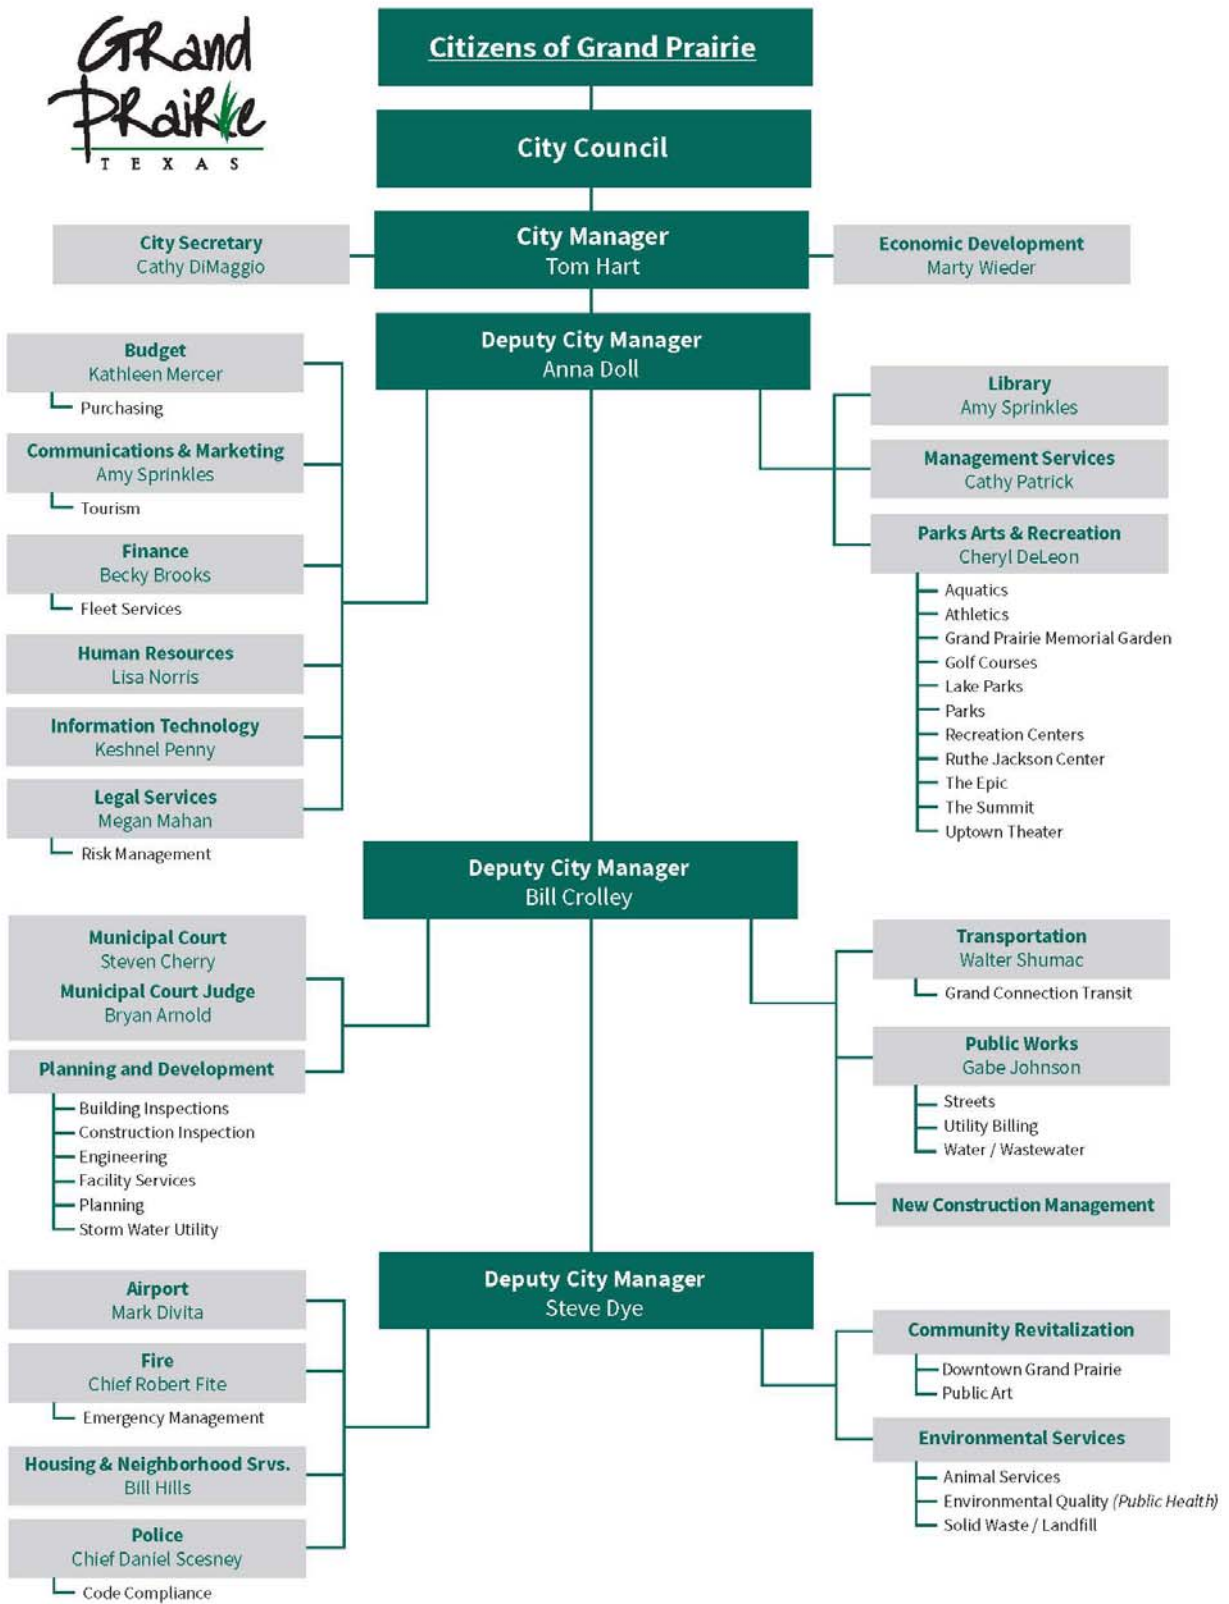 Grand
Prairie
TEXAS
Citizens of Grand Prairie
City Council
City Manager
Tom Hart
City Secretary
Cathy DiMaggio
Economic Development
Marty Wieder
Deputy City Manager
Anna Doll
Budget
Kathleen Mercer
Purchasing
Communications & Marketing
Amy Sprinkles
Tourism
Finance
Becky Brooks
Fleet Services
Human Resources
Lisa Norris
Information Technology
Keshnel Penny
Legal Services
Megan Mahan
Risk Management
Library
Amy Sprinkles
Management Services
Cathy Patrick
Parks Arts & Recreation
Cheryl DeLeon
Aquatics
Athletics
Grand Prairie Memorial Garden
Golf Courses
Lake Parks
Parks
Recreation Centers
Ruthe Jackson Center
The Epic
The Summit
Uptown Theater
Deputy City Manager
Bill Crolley
Municipal Court
Steven Cherry
Municipal Court Judge
Bryan Arnold
Planning and Development
Building Inspections
Construction Inspection
Engineering
Facility Services
Planning
Storm Water Utility
Transportation
Walter Shumac
Grand Connection Transit
Public Works
Gabe Johnson
Streets
Utility Billing
Water / Wastewater
New Construction Management
Deputy City Manager
Steve Dye
Airport
Mark Divita
Fire
Chief Robert Fite
Emergency Management
Housing & Neighborhood Srvs.
Bill Hills
Police
Chief Daniel Scesney
Code Compliance
Community Revitalization
Downtown Grand Prairie
Public Art
Environmental Services
Animal Services
Environmental Quality (Public Health)
Solid Waste / Landfill